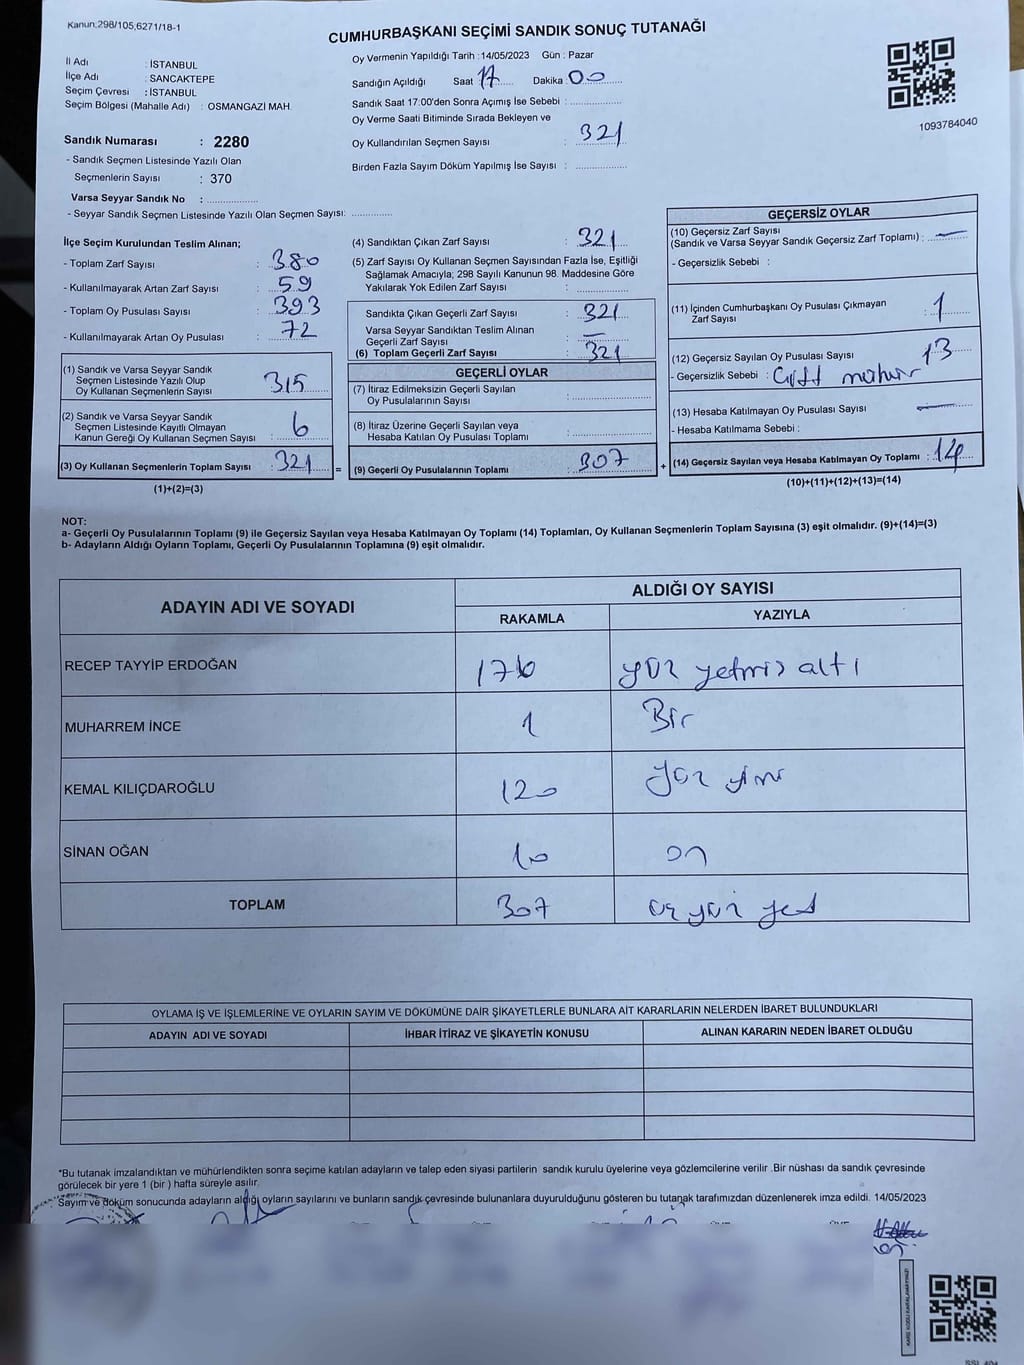 Kanun:298/105,6271/18-1
CUMHURBAŞKANI SEÇİMİ SANDIK SONUÇ TUTANAĞI
İl Adı : İSTANBUL
İlçe Adı : SANCAKTEPE
Seçim Çevresi : İSTANBUL
Seçim Bölgesi (Mahalle Adı) : OSMANGAZİ MAH.
Sandık Numarası : 2280
- Sandık Seçmen Listesinde Yazılı Olan
Seçmenlerin Sayısı : 370
Varsa Seyyar Sandık No : ..................
- Seyyar Sandık Seçmen Listesinde Yazılı Olan Seçmen Sayısı: ..............
Oy Vermenin Yapıldığı Tarih : 14/05/2023 Gün : Pazar
Sandığın Açıldığı Saat 17 Dakika 00
Sandık Saat 17:00'den Sonra Açımış İse Sebebi : ..................
Oy Verme Saati Bitiminde Sırada Bekleyen ve
Oy Kullandırılan Seçmen Sayısı : 321
Birden Fazla Sayım Döküm Yapılmış İse Sayısı : ..................
1093784040
İlçe Seçim Kurulundan Teslim Alınan;
- Toplam Zarf Sayısı : 380
- Kullanılmayarak Artan Zarf Sayısı : 59
- Toplam Oy Pusulası Sayısı : 393
- Kullanılmayarak Artan Oy Pusulası : 72
(1) Sandık ve Varsa Seyyar Sandık
Seçmen Listesinde Yazılı Olup
Oy Kullanan Seçmenlerin Sayısı : 315
(2) Sandık ve Varsa Seyyar Sandık
Seçmen Listesinde Kayıtlı Olmayan
Kanun Gereği Oy Kullanan Seçmen Sayısı : 6
(3) Oy Kullanan Seçmenlerin Toplam Sayısı : 321 =
(1)+(2)=(3)
(4) Sandıktan Çıkan Zarf Sayısı : 321
(5) Zarf Sayısı Oy Kullanan Seçmen Sayısından Fazla İse, Eşitliği
Sağlamak Amacıyla; 298 Sayılı Kanunun 98. Maddesine Göre
Yakılarak Yok Edilen Zarf Sayısı : ..................
Sandıkta Çıkan Geçerli Zarf Sayısı : 321
Varsa Seyyar Sandıktan Teslim Alınan
Geçerli Zarf Sayısı : —
(6) Toplam Geçerli Zarf Sayısı : 321
GEÇERLİ OYLAR
(7) İtiraz Edilmeksizin Geçerli Sayılan
Oy Pusulalarının Sayısı : ..................
(8) İtiraz Üzerine Geçerli Sayılan veya
Hesaba Katılan Oy Pusulası Toplamı : ..................
(9) Geçerli Oy Pusulalarının Toplamı : 307 +
GEÇERSİZ OYLAR
(10) Geçersiz Zarf Sayısı
(Sandık ve Varsa Seyyar Sandık Geçersiz Zarf Toplamı) : —
- Geçersizlik Sebebi :
(11) İçinden Cumhurbaşkanı Oy Pusulası Çıkmayan
Zarf Sayısı : 1
(12) Geçersiz Sayılan Oy Pusulası Sayısı : 13
- Geçersizlik Sebebi : Çift mühür
(13) Hesaba Katılmayan Oy Pusulası Sayısı : —
- Hesaba Katılmama Sebebi :
(14) Geçersiz Sayılan veya Hesaba Katılmayan Oy Toplamı : 14
(10)+(11)+(12)+(13)=(14)
NOT:
a- Geçerli Oy Pusulalarının Toplamı (9) ile Geçersiz Sayılan veya Hesaba Katılmayan Oy Toplamı (14) Toplamları, Oy Kullanan Seçmenlerin Toplam Sayısına (3) eşit olmalıdır. (9)+(14)=(3)
b- Adayların Aldığı Oyların Toplamı, Geçerli Oy Pusulalarının Toplamına (9) eşit olmalıdır.
ADAYIN ADI VE SOYADI ALDIĞI OY SAYISI
RAKAMLA YAZIYLA
RECEP TAYYİP ERDOĞAN 176 yüz yetmiş altı
MUHARREM İNCE 1 Bir
KEMAL KILIÇDAROĞLU 120 yüz yirmi
SİNAN OĞAN 10 on
TOPLAM 307 üç yüz yedi
OYLAMA İŞ VE İŞLEMLERİNE VE OYLARIN SAYIM VE DÖKÜMÜNE DAİR ŞİKAYETLERLE BUNLARA AİT KARARLARIN NELERDEN İBARET BULUNDUKLARI
ADAYIN ADI VE SOYADI İHBAR İTİRAZ VE ŞİKAYETİN KONUSU ALINAN KARARIN NEDEN İBARET OLDUĞU
*Bu tutanak imzalandıktan ve mühürlendikten sonra seçime katılan adayların ve talep eden siyasi partilerin sandık kurulu üyelerine veya gözlemcilerine verilir .Bir nüshası da sandık çevresinde
görülecek bir yere 1 (bir ) hafta süreyle asılır.
Sayım ve döküm sonucunda adayların aldığı oyların sayılarını ve bunların sandık çevresinde bulunanlara duyurulduğunu gösteren bu tutanak tarafımızdan düzenlenerek imza edildi. 14/05/2023